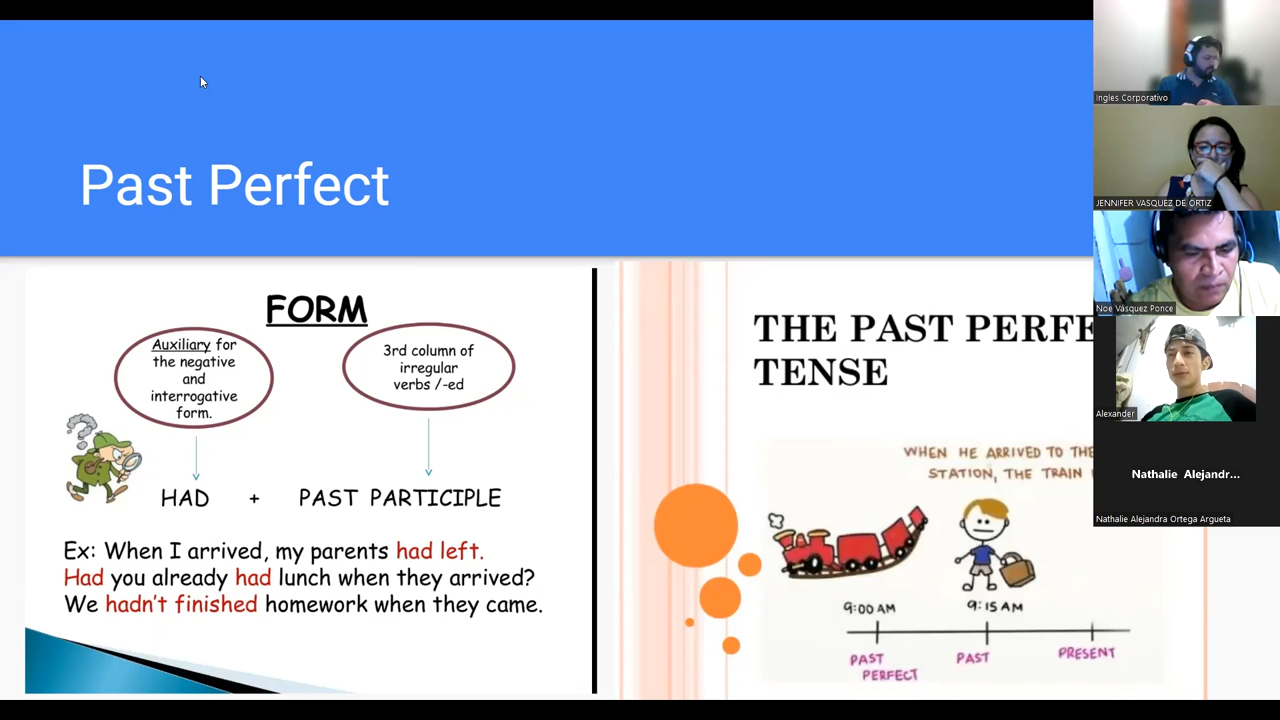 Past Perfect
FORM
Auxiliary for
the negative
and
interrogative
form.
3rd column of
irregular
verbs /-ed
HAD + PAST PARTICIPLE
Ex: When I arrived, my parents had left.
Had you already had lunch when they arrived?
We hadn't finished homework when they came.
THE PAST PERFE
TENSE
WHEN HE ARRIVED TO THE
STATION, THE TRAIN
9:00 AM
9:15 AM
PAST
PERFECT
PAST
PRESENT
Ingles Corporativo
JENNIFER VASQUEZ DE ORTIZ
Noe Vásquez Ponce
Alexander
Nathalie Alejandr...
Nathalie Alejandra Ortega Argueta